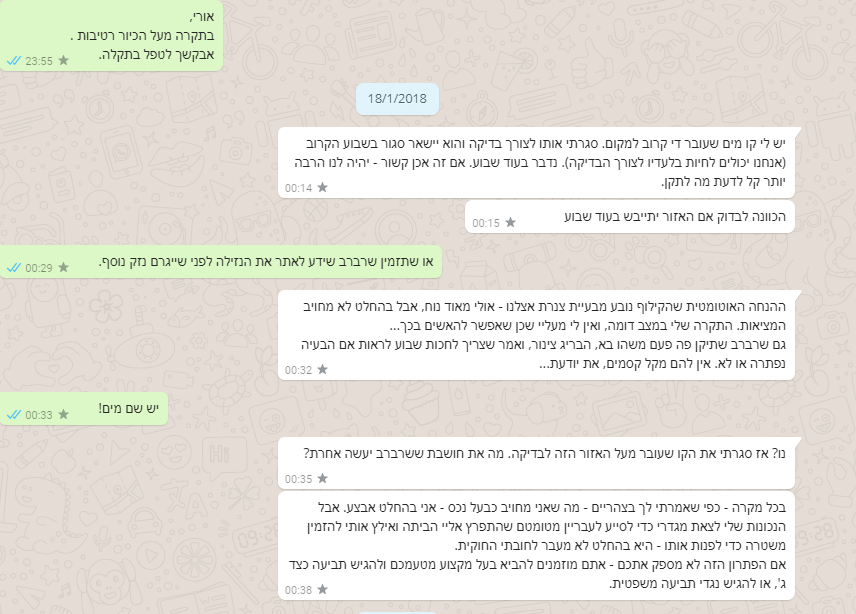 אורי,
בתקרה מעל הכיור רטיבות .
אבקשך לטפל בתקלה.
23:55
18/1/2018
יש לי קו מים שעובר די קרוב למקום. סגרתי אותו לצורך בדיקה והוא יישאר סגור בשבוע הקרוב
(אנחנו יכולים לחיות בלעדיו לצורך הבדיקה). נדבר בעוד שבוע. אם זה אכן קשור - יהיה לנו הרבה
יותר קל לדעת מה לתקן.
00:14
הכוונה לבדוק אם האזור יתייבש בעוד שבוע
00:15
או שתזמין שרברב שידע לאתר את הנזילה לפני שייגרם נזק נוסף.
00:29
ההנחה האוטומטית שהקילוף נובע מבעיית צנרת אצלנו - אולי מאוד נוח, אבל בהחלט לא מחויב
המציאות. התקרה שלי במצב דומה, ואין לי מעליי שכן שאפשר להאשים בכך...
גם שרברב שתיקן פה פעם משהו בא, הבריג צינור, ואמר שצריך לחכות שבוע לראות אם הבעיה
נפתרה או לא. אין להם מקל קסמים, את יודעת...
00:32
יש שם מים!
00:33
נו? אז סגרתי את הקו שעובר מעל האזור הזה לבדיקה. מה את חושבת ששרברב יעשה אחרת?
00:35
בכל מקרה - כפי שאמרתי לך בצהריים - מה שאני מחויב כבעל נכס - אני בהחלט אבצע. אבל
הנכונות שלי לצאת מגדרי כדי לסייע לעבריין מטומטם שהתפרץ אליי הביתה ואילץ אותי להזמין
משטרה כדי לפנות אותו - היא בהחלט לא מעבר לחובתי החוקית.
אם הפתרון הזה לא מספק אתכם - אתם מוזמנים להביא בעל מקצוע מטעמכם ולהגיש תביעה כצד
ג', או להגיש נגדי תביעה משפטית.
00:38